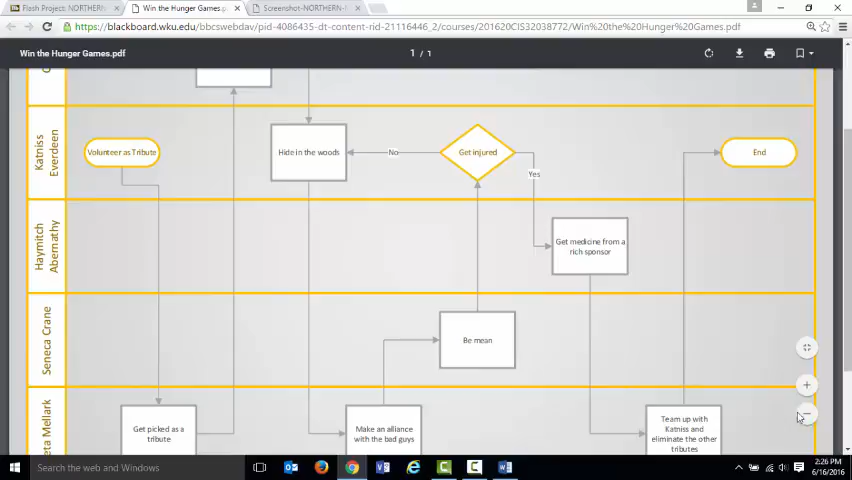 Flash Project: NORTHERN-
Win the Hunger Games.p
Screenshot-NORTHERN-
https://blackboard.wku.edu/bbcswebdav/pid-4086435-dt-content-rid-21116446_2/courses/201620CIS32038772/Win%20the%20Hunger%20Games.pdf
Win the Hunger Games.pdf
1 / 1
Katniss
Everdeen
Volunteer as Tribute
Hide in the woods
No
Get injured
Yes
End
Haymitch
Abernathy
Get medicine from a
rich sponsor
Seneca Crane
Be mean
eta Mellark
Get picked as a
tribute
Make an alliance
with the bad guys
Team up with
Katniss and
eliminate the other
tributes
Search the web and Windows
2:26 PM
6/16/2016